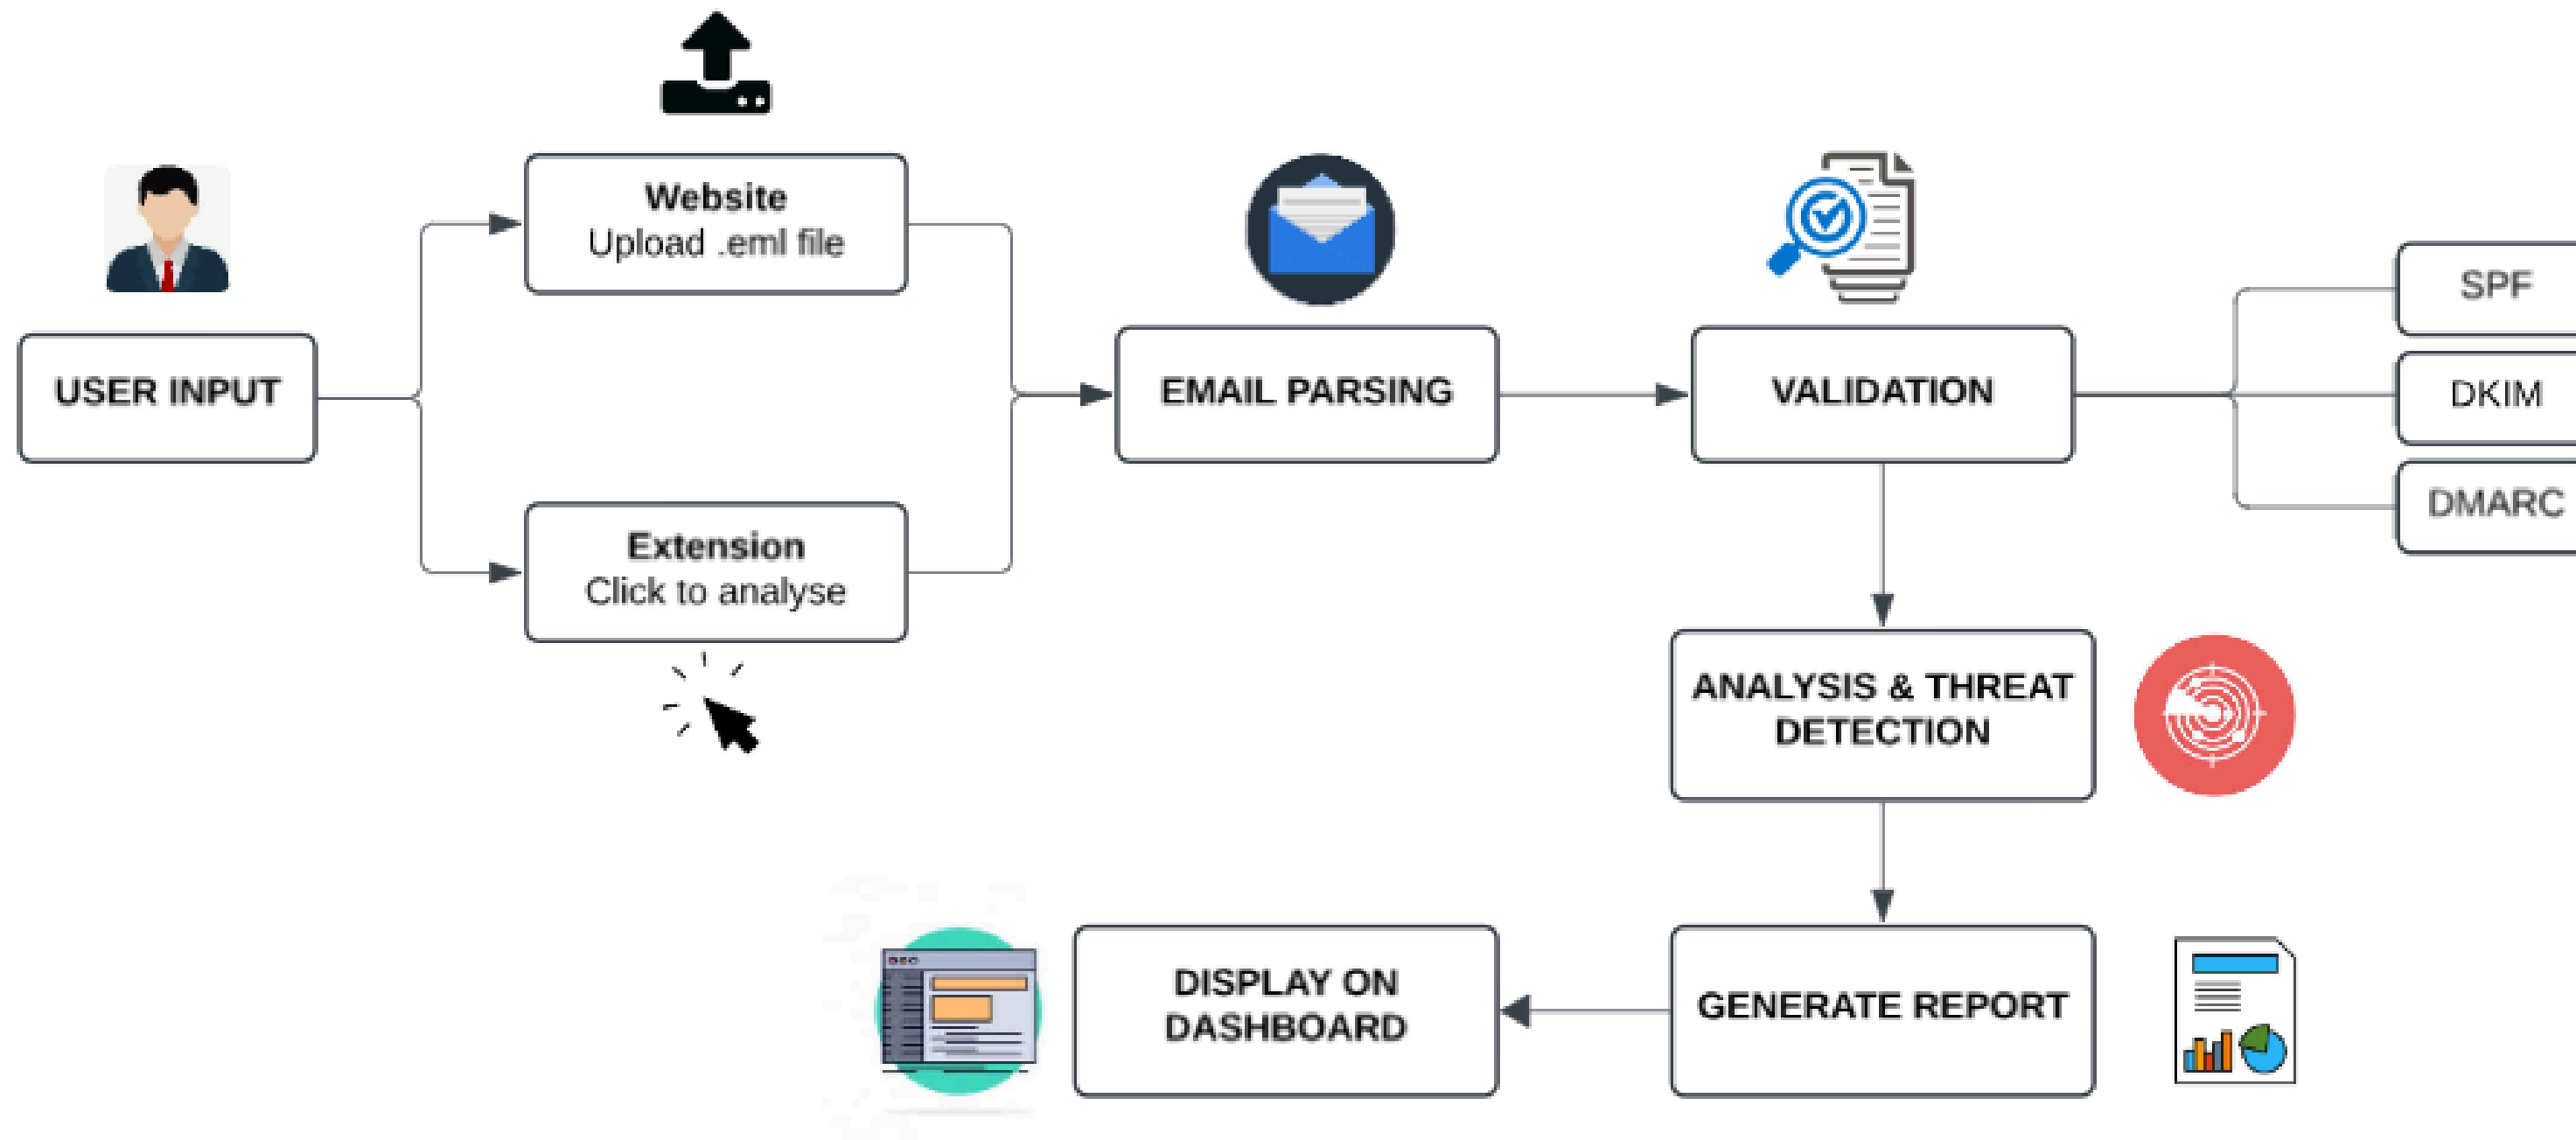 Website
Upload .eml file
USER INPUT
Extension
Click to analyse
EMAIL PARSING
VALIDATION
SPF
DKIM
DMARC
ANALYSIS & THREAT
DETECTION
GENERATE REPORT
DISPLAY ON
DASHBOARD